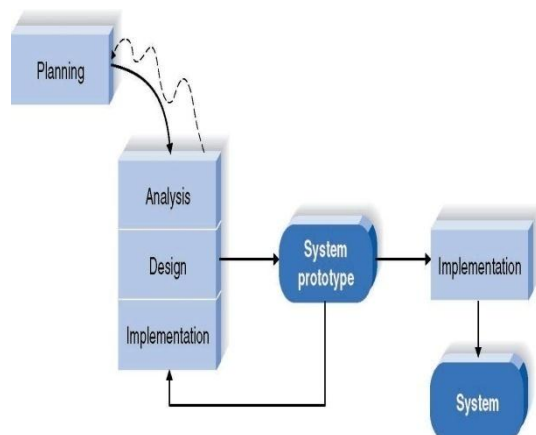 Planning
Analysis
Design
Implementation
System
prototype
Implementation
System